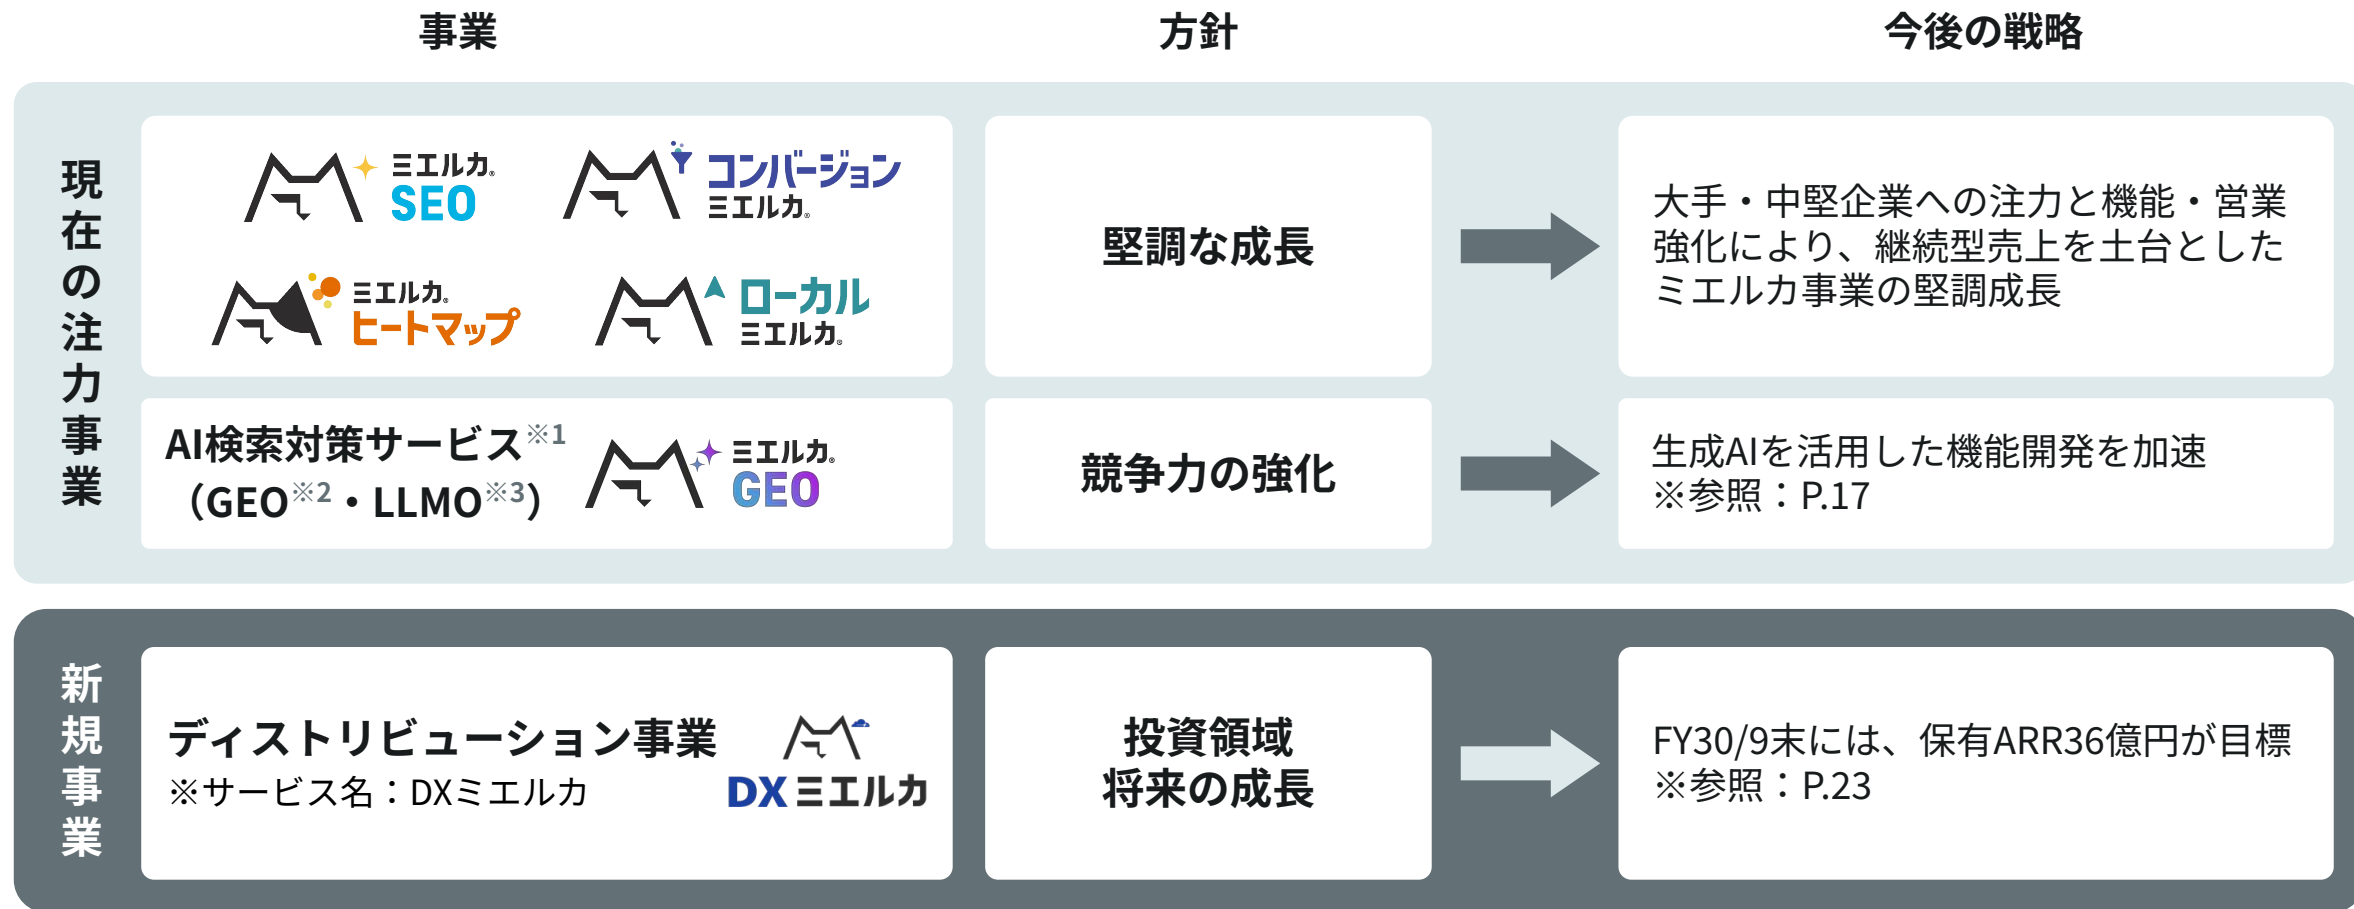 事業
方針
今後の戦略
現在の注力事業
ミエルカ®
SEO
コンバージョン
ミエルカ®
ミエルカ®
ヒートマップ
ローカル
ミエルカ®
堅調な成長
大手・中堅企業への注力と機能・営業
強化により、継続型売上を土台とした
ミエルカ事業の堅調成長
AI検索対策サービス※1
（GEO※2・LLMO※3）
ミエルカ®
GEO
競争力の強化
生成AIを活用した機能開発を加速
※参照：P.17
新規事業
ディストリビューション事業
※サービス名：DXミエルカ
DXミエルカ
投資領域
将来の成長
FY30/9末には、保有ARR36億円が目標
※参照：P.23